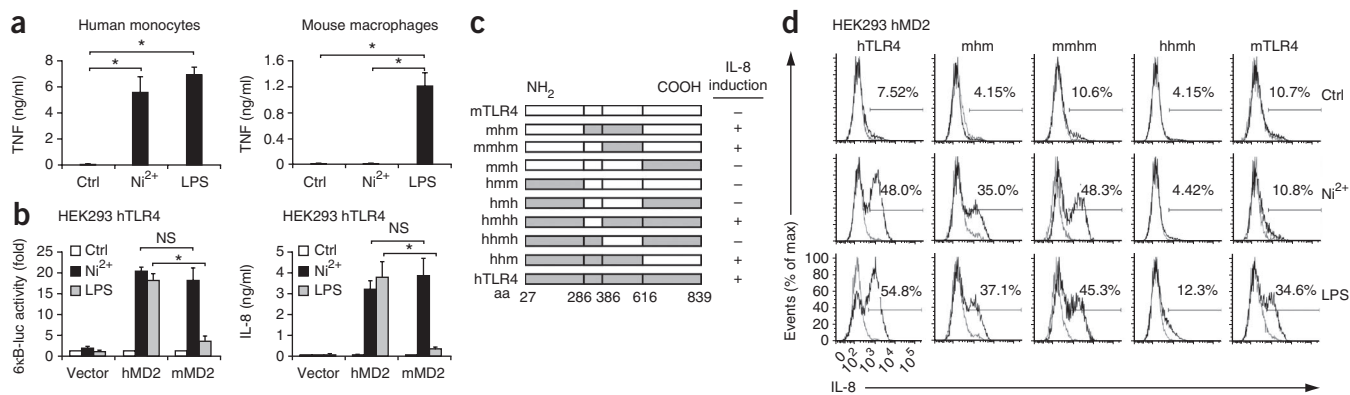 a
Human monocytes
TNF (ng/ml)
8
6
4
2
0
*
*
Ctrl Ni2+ LPS
Mouse macrophages
TNF (ng/ml)
1.6
1.2
0.8
0.4
0
*
*
Ctrl Ni2+ LPS
b
HEK293 hTLR4
6κB-luc activity (fold)
25
20
15
10
5
0
Ctrl
Ni2+
LPS
NS
*
Vector hMD2 mMD2
HEK293 hTLR4
IL-8 (ng/ml)
6
5
4
3
2
1
0
Ctrl
Ni2+
LPS
NS
*
Vector hMD2 mMD2
c
IL-8
induction
NH2 COOH
mTLR4 –
mhm +
mmhm +
mmh –
hmm –
hmh –
hmhh +
hhmh –
hhm +
hTLR4 +
aa
27 286 386 616 839
d
HEK293 hMD2
hTLR4 mhm mmhm hhmh mTLR4
7.52% 4.15% 10.6% 4.15% 10.7% Ctrl
48.0% 35.0% 48.3% 4.42% 10.8% Ni2+
54.8% 37.1% 45.3% 12.3% 34.6% LPS
Events (% of max)
100
80
60
40
20
0
0 102 103 104 105
IL-8